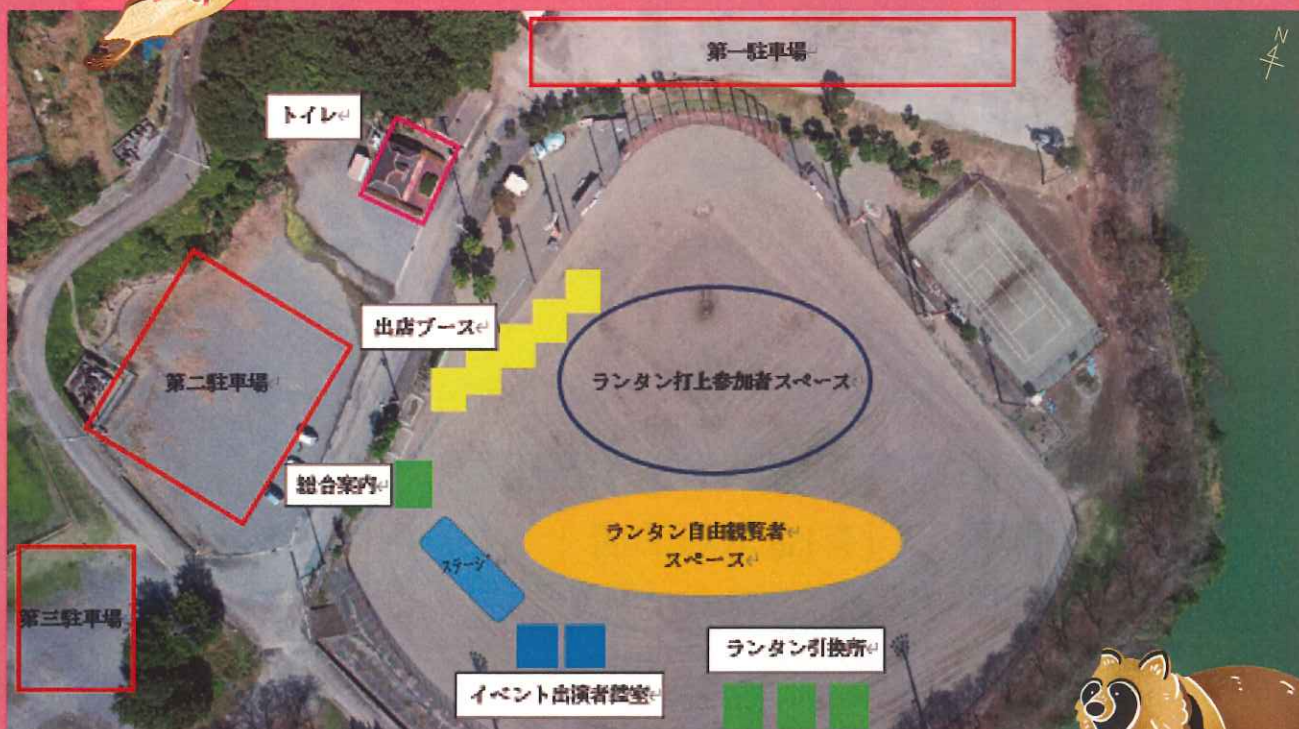 N
第一駐車場
トイレ
出店ブース
第二駐車場
ランタン打上参加者スペース
総合案内
ランタン自由観覧者
スペース
ステージ
第三駐車場
ランタン引換所
イベント出演者控室